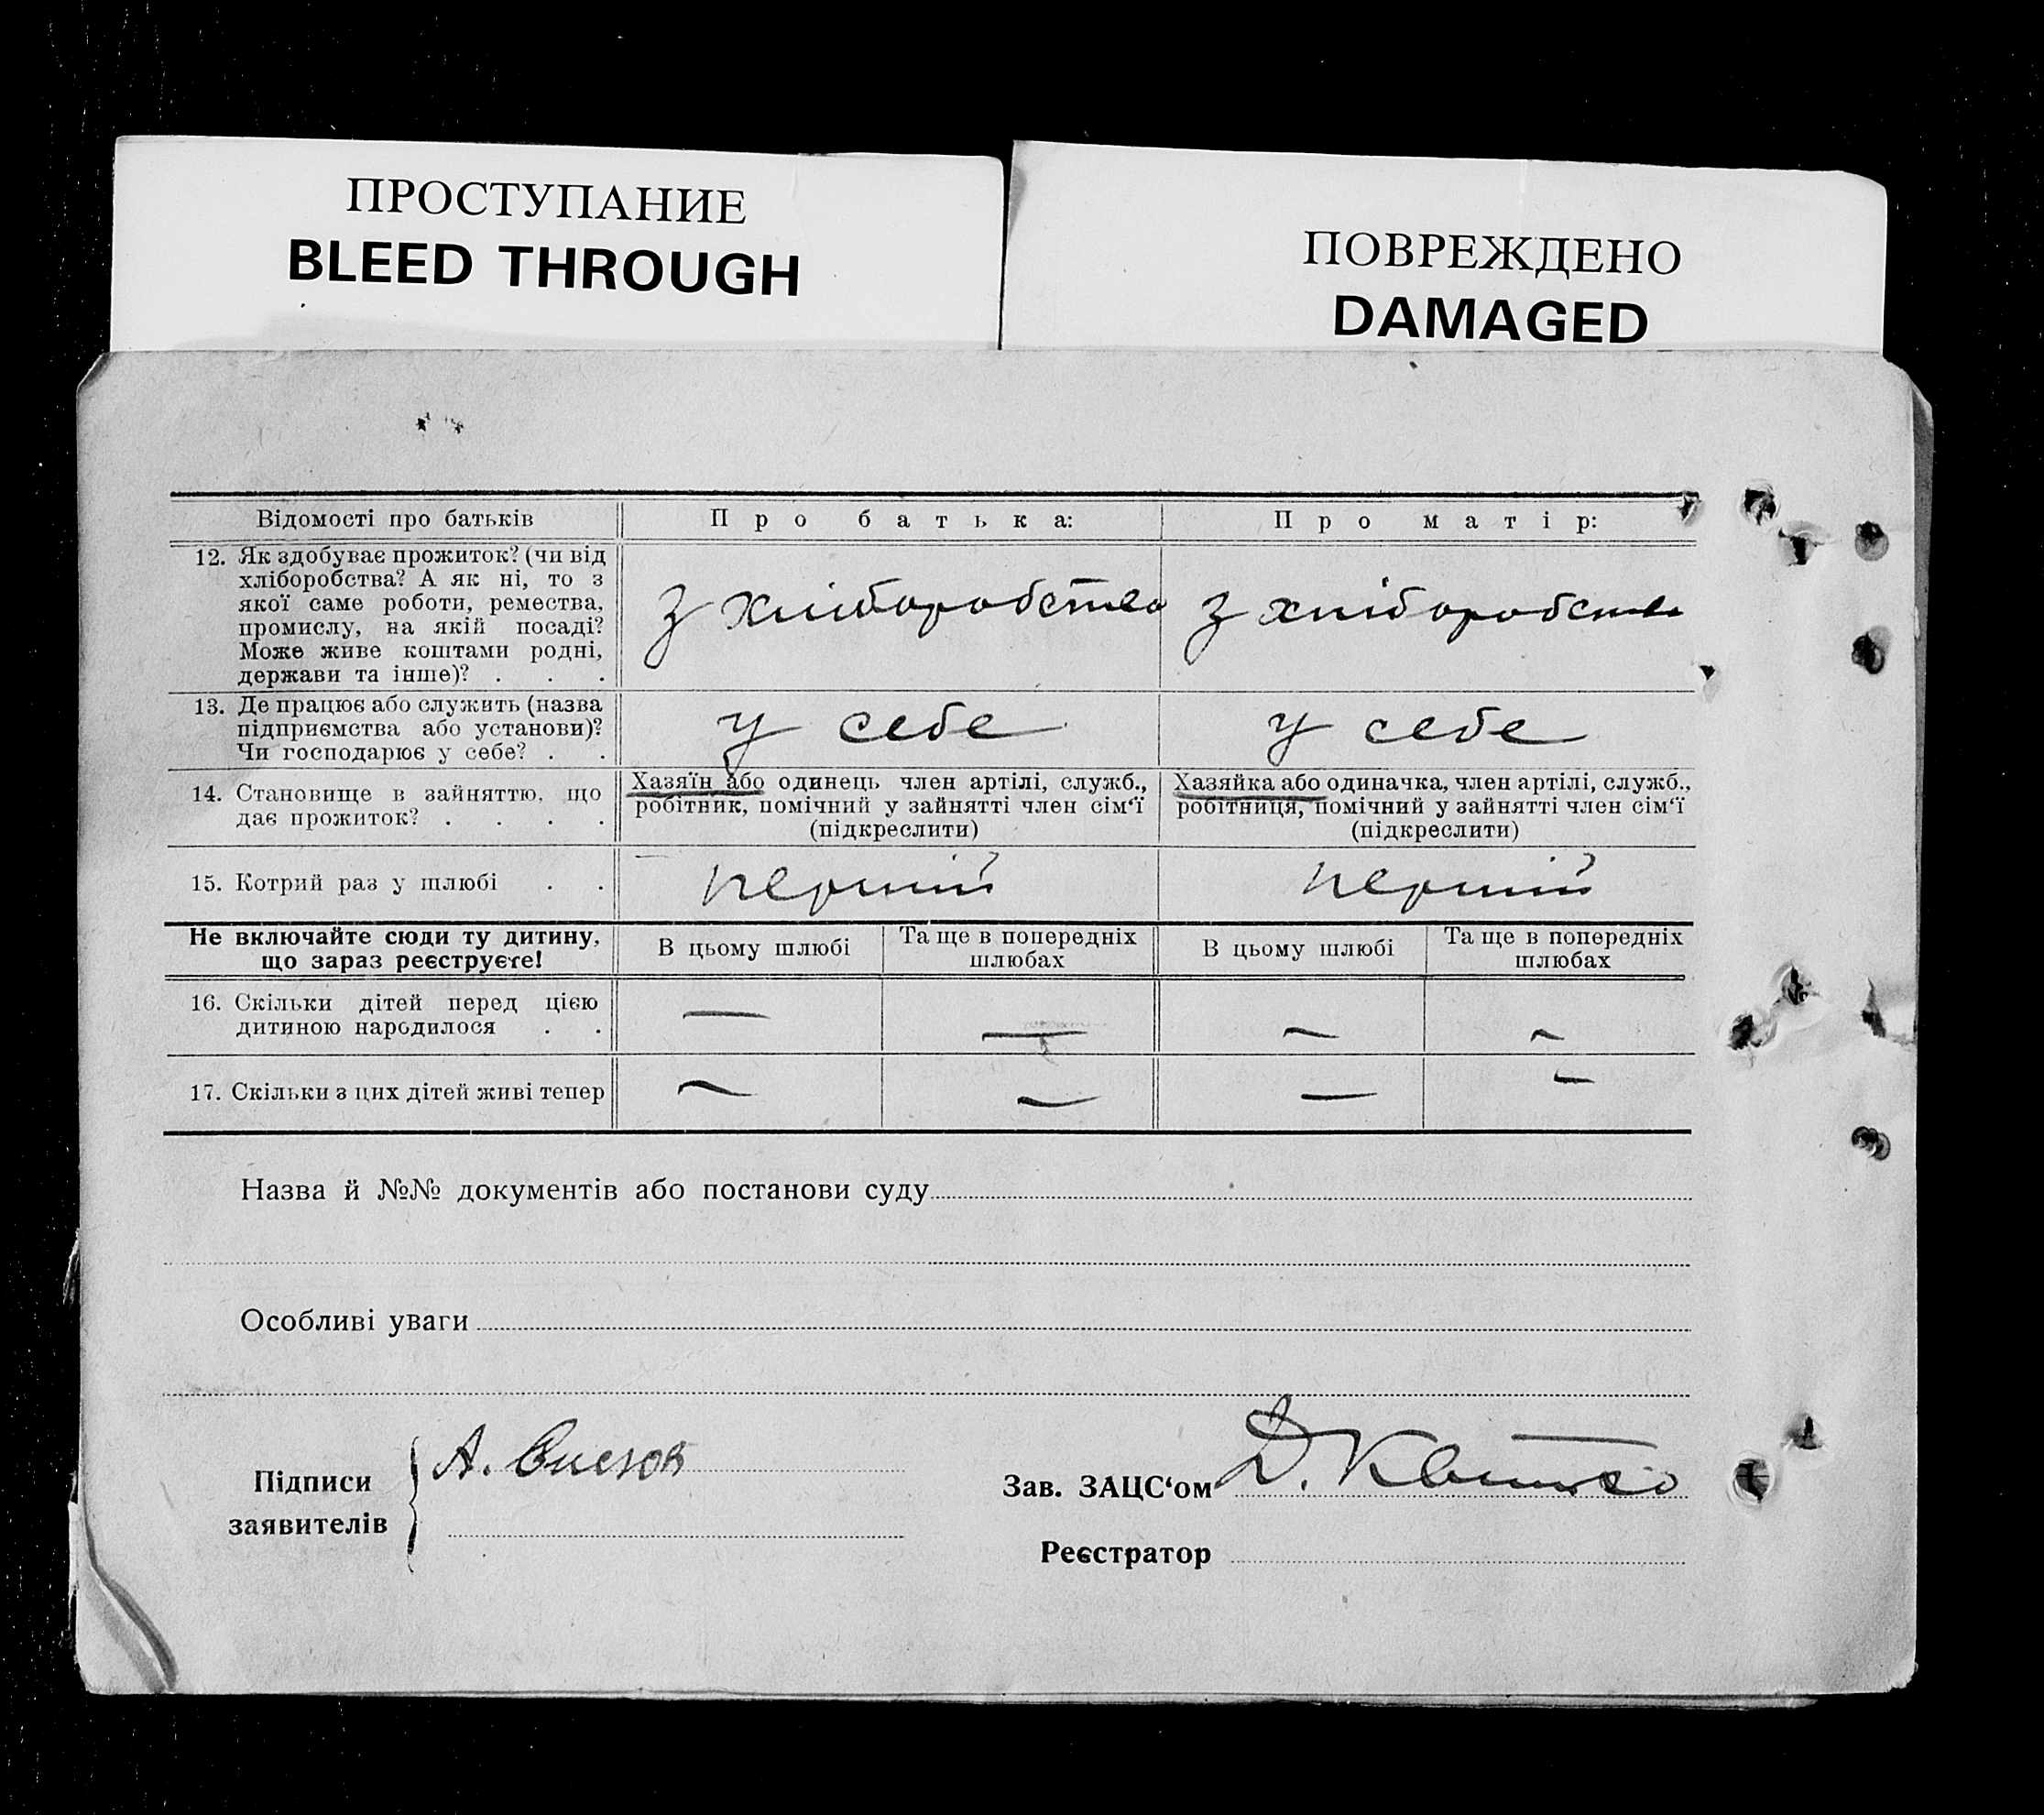 ПРОСТУПАНИЕ
BLEED THROUGH
ПОВРЕЖДЕНО
DAMAGED
Відомості про батьків
Про батька:
Про матір:
12. Як здобуває прожиток? (чи від
хліборобства? А як ні, то з
якої саме роботи, ремества,
промислу, на якій посаді?
Може живе коштами родні,
держави та інше)? . . .
З хліборобства
З хліборобства
13. Де працює або служить (назва
підприємства або установи)?
Чи господарює у себе? . .
у себе
у себе
14. Становище в зайняттю, що
дає прожиток? . . . .
Хазяїн або одинець член артілі, служб.,
робітник, помічний у зайнятті член сім‘ї
(підкреслити)
Хазяйка або одиначка, член артілі, служб.,
робітниця, помічний у зайнятті член сім‘ї
(підкреслити)
15. Котрий раз у шлюбі . .
перший
перший
Не включайте сюди ту дитину,
що зараз реєструєте!
В цьому шлюбі
Та ще в попередніх
шлюбах
В цьому шлюбі
Та ще в попередніх
шлюбах
16. Скільки дітей перед цією
дитиною народилося . .
— — — —
17. Скільки з цих дітей живі тепер
— — — —
Назва й №№ документів або постанови суду
Особливі уваги
Підписи
заявителів
А.
Зав. ЗАЦС‘ом Д.
Реєстратор